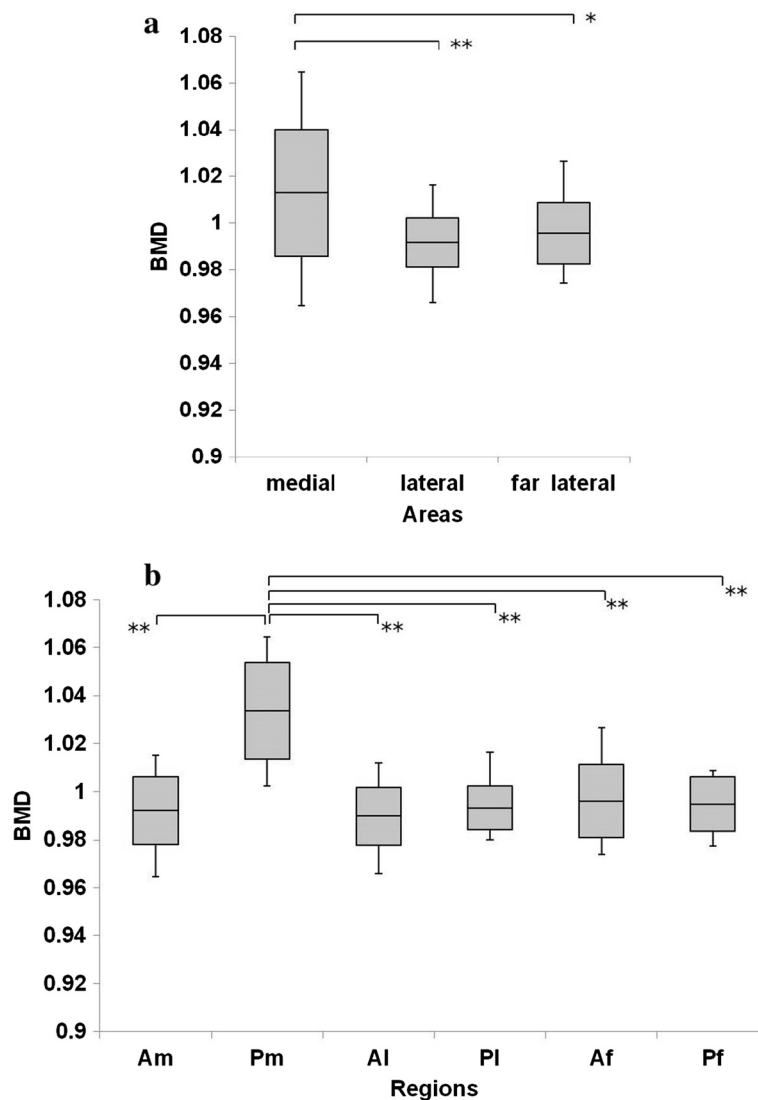 a
*
**
1.08
1.06
1.04
1.02
1
0.98
0.96
0.94
0.92
0.9
BMD
medial lateral far lateral
Areas
b
** ** ** ** **
1.08
1.06
1.04
1.02
1
0.98
0.96
0.94
0.92
0.9
BMD
Am Pm Al Pl Af Pf
Regions